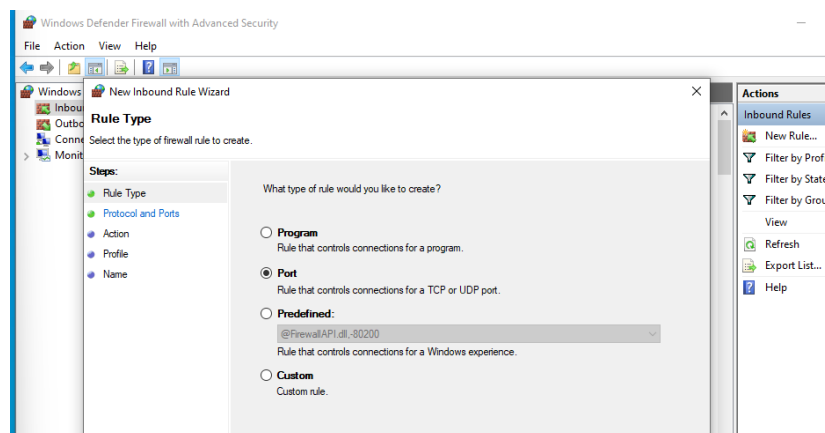 Windows Defender Firewall with Advanced Security
File Action View Help
Windows
Inbou
Outbo
Conne
Monit
New Inbound Rule Wizard
Rule Type
Select the type of firewall rule to create.
Steps:
Rule Type
Protocol and Ports
Action
Profile
Name
What type of rule would you like to create?
Program
Rule that controls connections for a program.
Port
Rule that controls connections for a TCP or UDP port.
Predefined:
@FirewallAPI.dll,-80200
Rule that controls connections for a Windows experience.
Custom
Custom rule.
Actions
Inbound Rules
New Rule...
Filter by Prof
Filter by State
Filter by Grou
View
Refresh
Export List...
Help